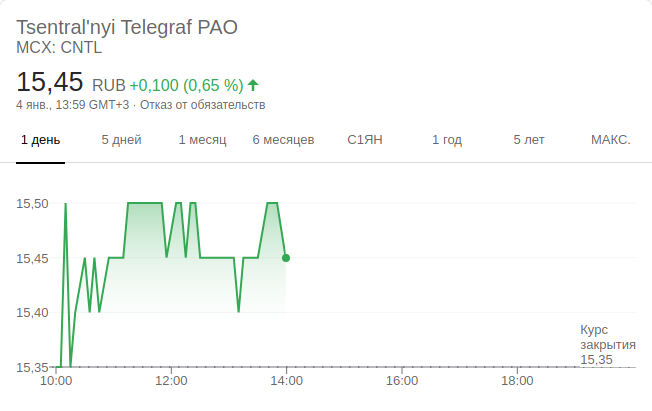 Tsentral'nyi Telegraf PAO
MCX: CNTL
15,45 RUB +0,100 (0,65 %)
4 янв., 13:59 GMT+3 · Отказ от обязательств
1 день 5 дней 1 месяц 6 месяцев С1ЯН 1 год 5 лет МАКС.
15,50
15,45
15,40
Курс
закрытия
15,35
15,35
10:00 12:00 14:00 16:00 18:00